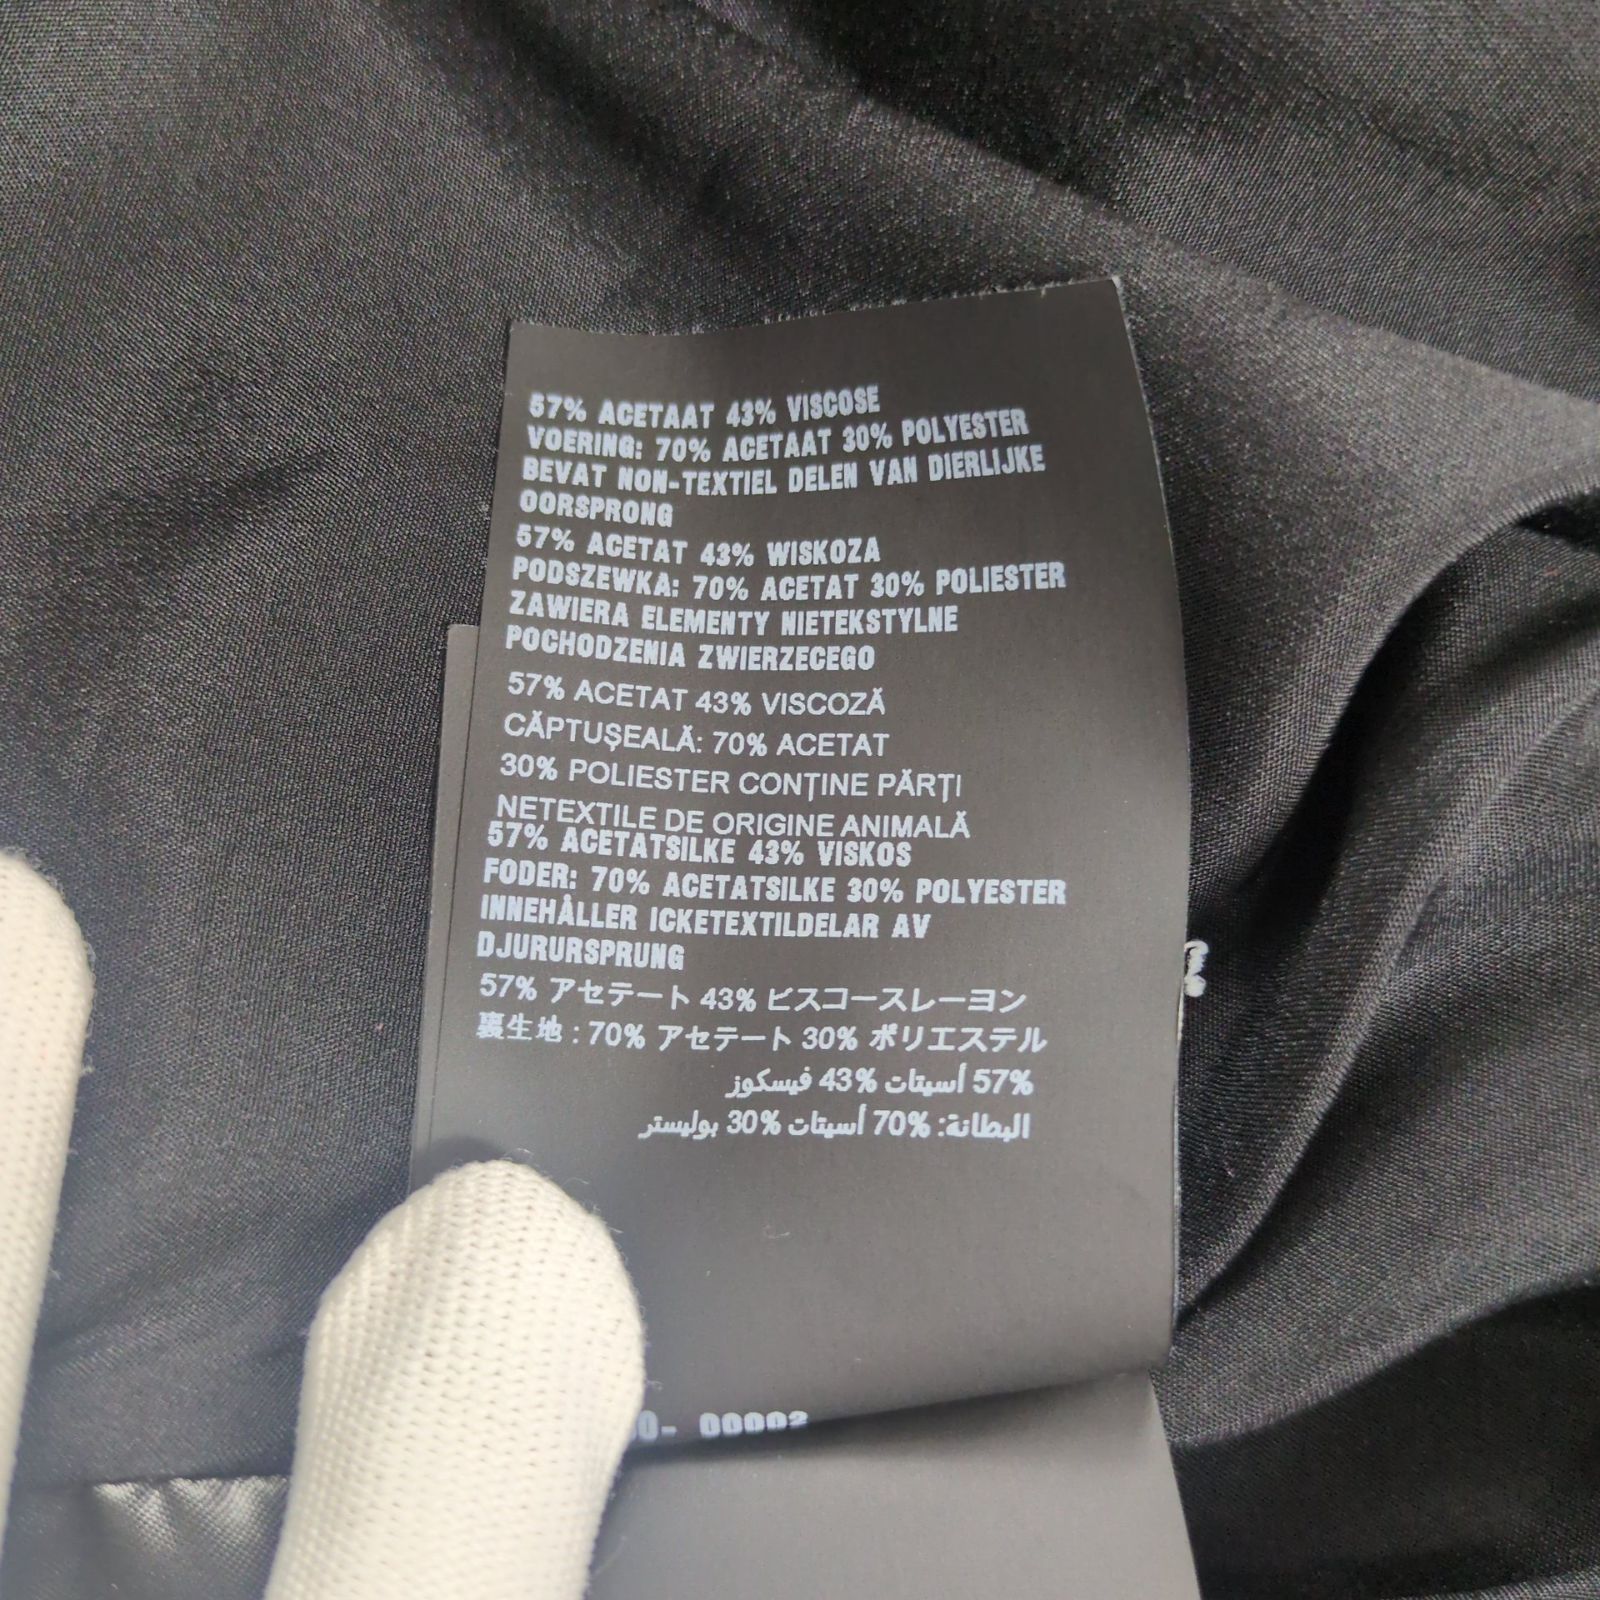 57% ACETAAT 43% VISCOSE
VOERING: 70% ACETAAT 30% POLYESTER
BEVAT NON-TEXTIEL DELEN VAN DIERLIJKE
OORSPRONG
57% ACETAT 43% WISKOZA
PODSZEWKA: 70% ACETAT 30% POLIESTER
ZAWIERA ELEMENTY NIETEKSTYLNE
POCHODZENIA ZWIERZECEGO
57% ACETAT 43% VISCOZĂ
CĂPTUȘEALĂ: 70% ACETAT
30% POLIESTER CONȚINE PĂRȚI
NETEXTILE DE ORIGINE ANIMALĂ
57% ACETATSILKE 43% VISKOS
FODER: 70% ACETATSILKE 30% POLYESTER
INNEHÅLLER ICKETEXTILDELAR AV
DJURURSPRUNG
57% アセテート 43% ビスコースレーヨン
裏生地 : 70% アセテート 30% ポリエステル
57% أسيتات 43% فيسكوز
البطانة: 70% أسيتات 30% بوليستر
00002